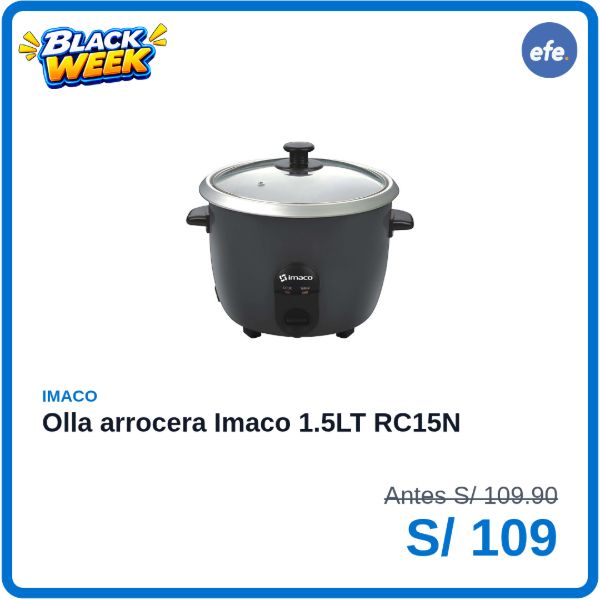 BLACK
WEEK
efe.
imaco
IMACO
Olla arrocera Imaco 1.5LT RC15N
Antes S/ 109.90
S/ 109